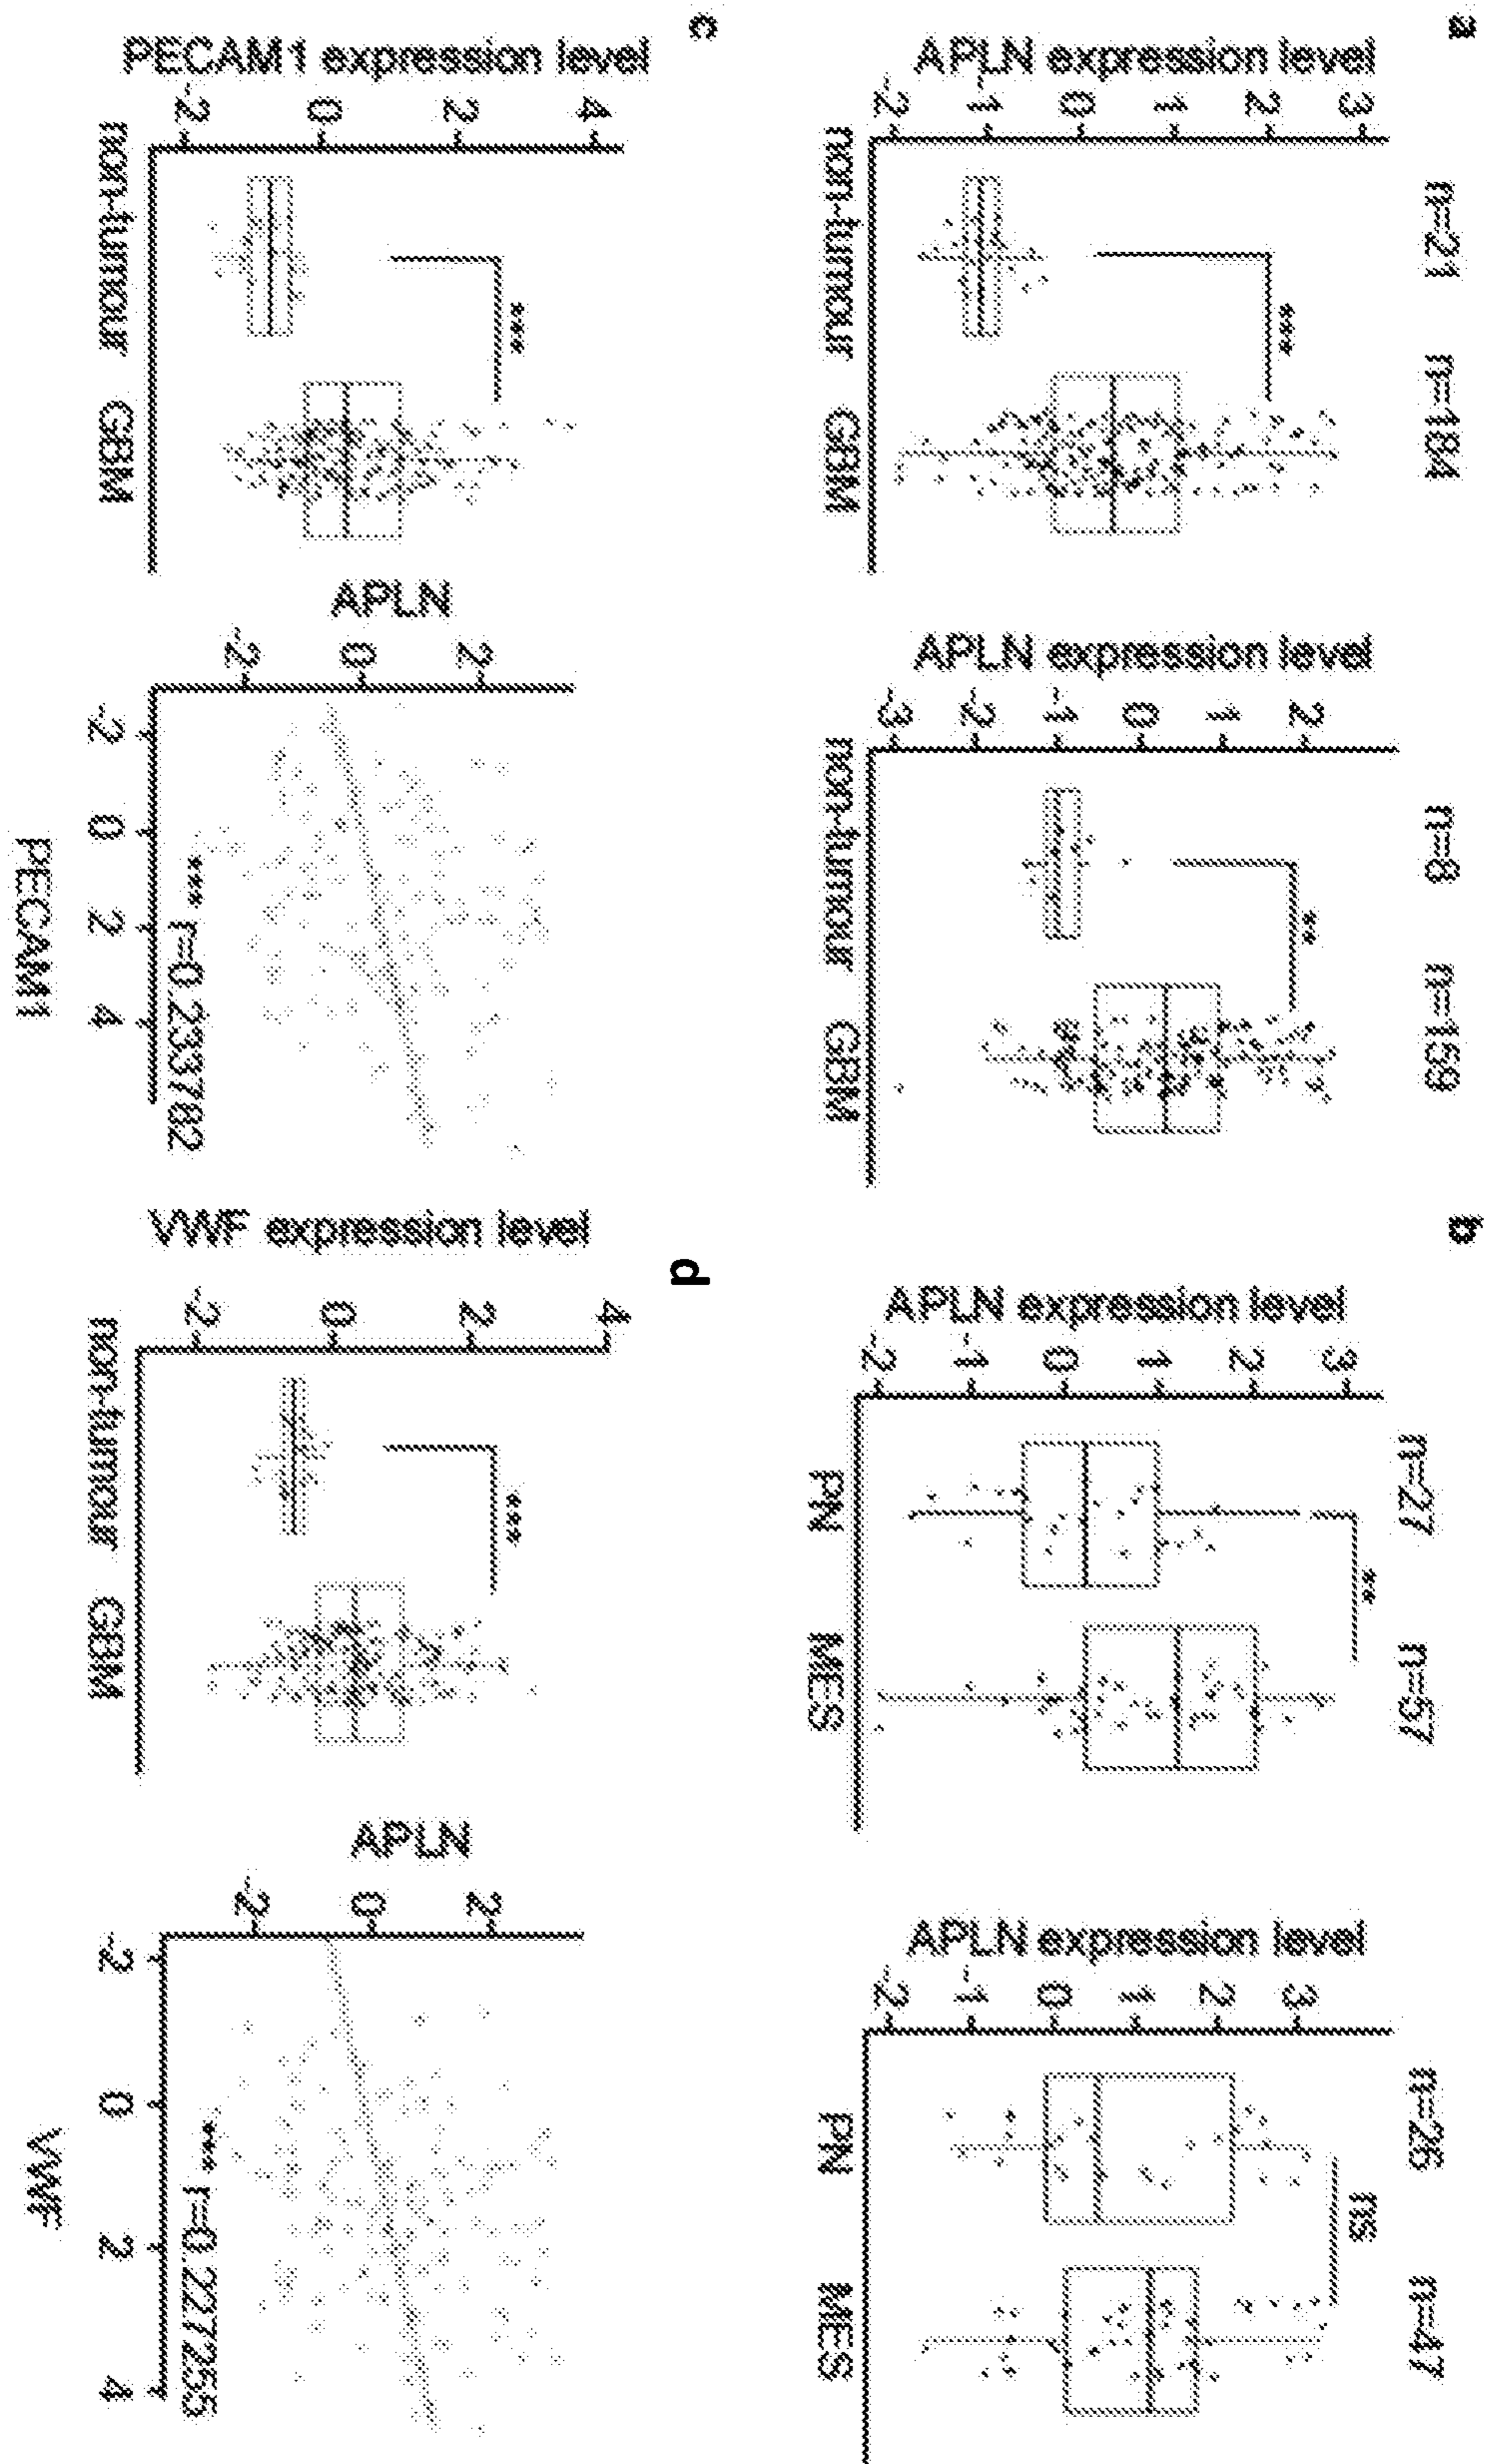 a
n=21 n=184
APLN expression level
3
2
1
0
-1
-2
***
non-tumour GBM
n=8 n=159
APLN expression level
2
1
0
-1
-2
-3
**
non-tumour GBM
b
n=27 n=57
APLN expression level
3
2
1
0
-1
-2
**
PN MES
n=26 n=47
APLN expression level
3
2
1
0
-1
-2
ns
PN MES
c
PECAM1 expression level
4
2
0
-2
***
non-tumour GBM
APLN
2
0
-2
*** r=0.233782
-2 0 2 4
PECAM1
d
VWF expression level
4
2
0
-2
***
non-tumour GBM
APLN
2
0
-2
*** r=0.227255
-2 0 2 4
VWF